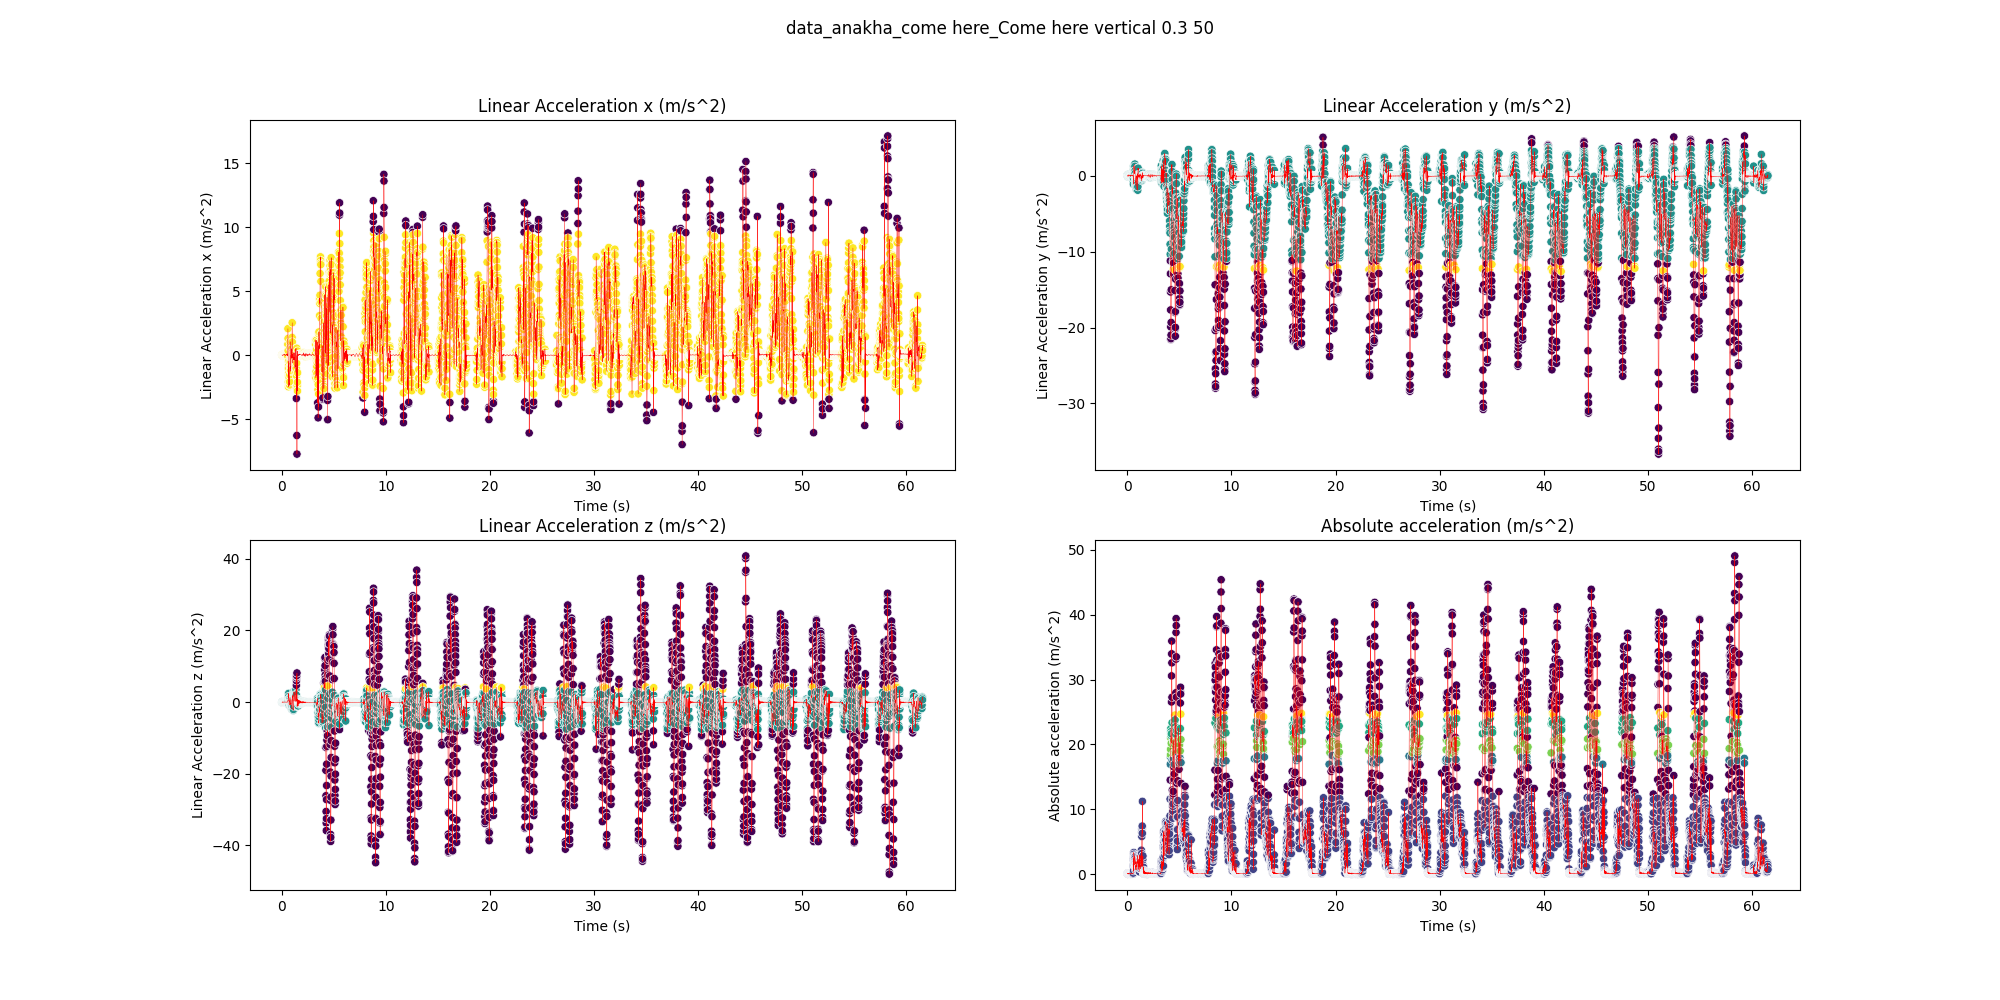 data_anakha_come here_Come here vertical 0.3 50
Linear Acceleration x (m/s^2)
Linear Acceleration x (m/s^2)
15
10
5
0
−5
0 10 20 30 40 50 60
Time (s)
Linear Acceleration y (m/s^2)
Linear Acceleration y (m/s^2)
0
−10
−20
−30
0 10 20 30 40 50 60
Time (s)
Linear Acceleration z (m/s^2)
Linear Acceleration z (m/s^2)
40
20
0
−20
−40
0 10 20 30 40 50 60
Time (s)
Absolute acceleration (m/s^2)
Absolute acceleration (m/s^2)
50
40
30
20
10
0
0 10 20 30 40 50 60
Time (s)